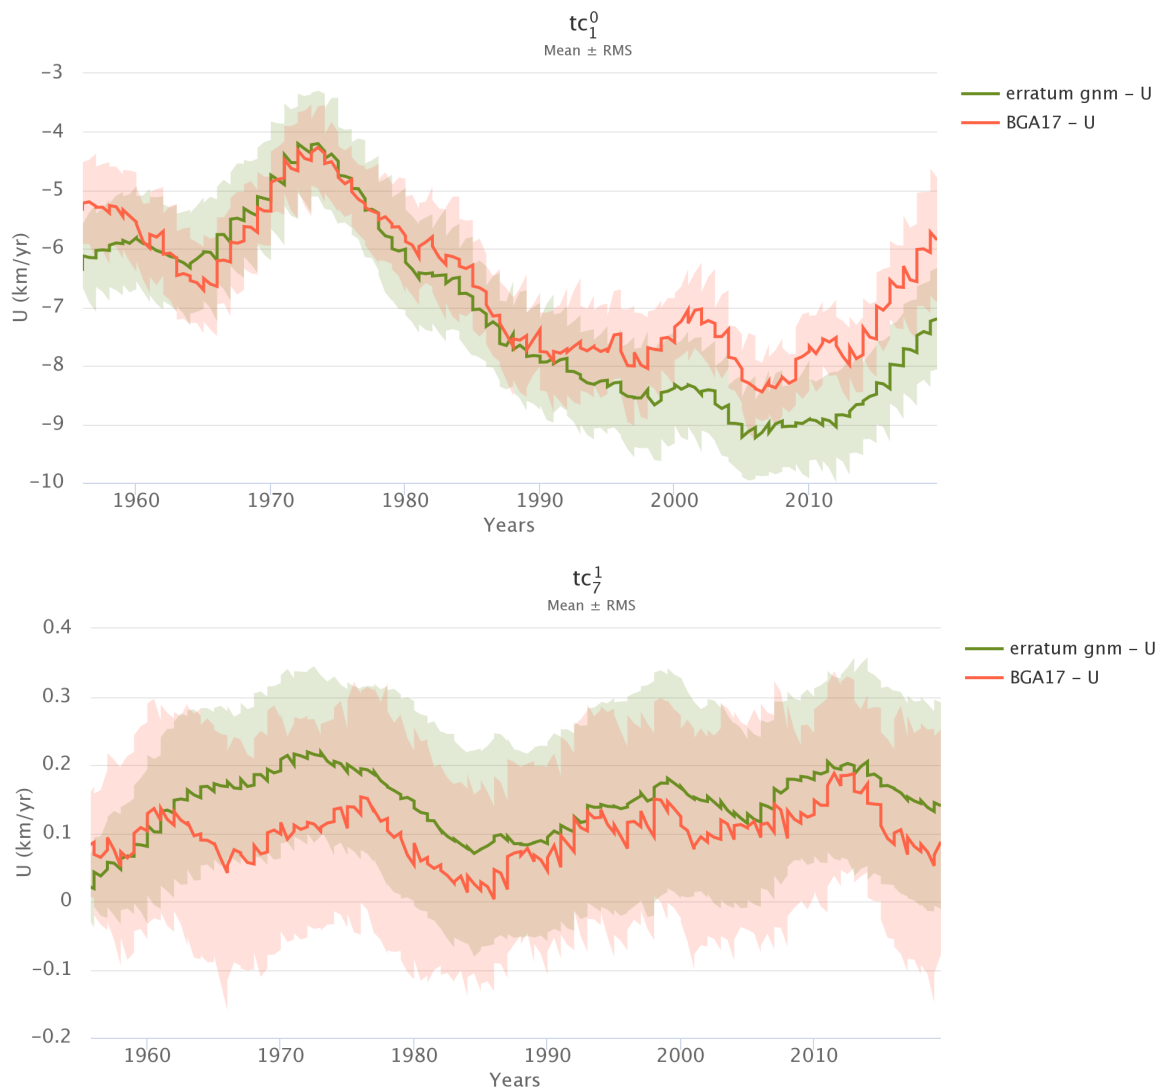 tc₁⁰
Mean ± RMS
−3
−4
−5
−6
−7
−8
−9
−10
U (km/yr)
1960 1970 1980 1990 2000 2010
Years
erratum gnm − U
BGA17 − U
tc₇¹
Mean ± RMS
0.4
0.3
0.2
0.1
0
−0.1
−0.2
U (km/yr)
1960 1970 1980 1990 2000 2010
Years
erratum gnm − U
BGA17 − U